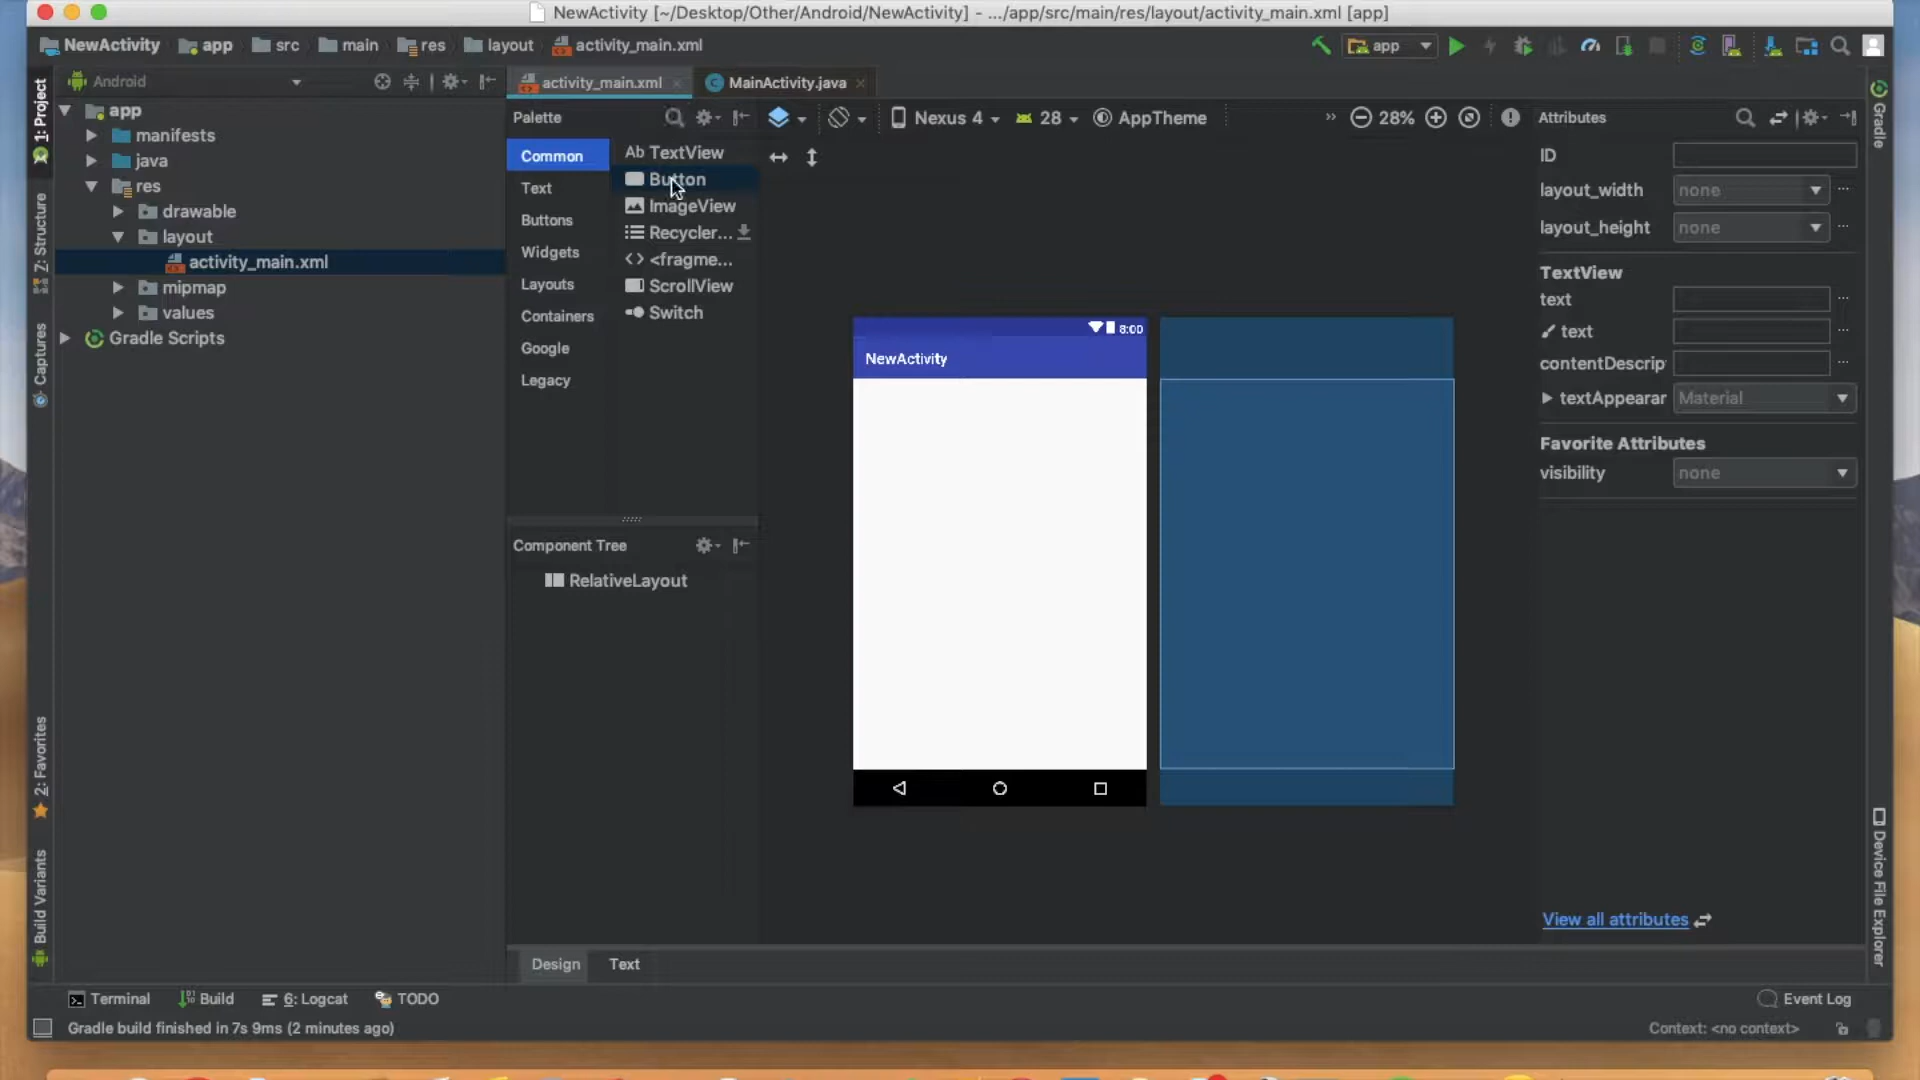 NewActivity [~/Desktop/Other/Android/NewActivity] - .../app/src/main/res/layout/activity_main.xml [app]
NewActivity app src main res layout activity_main.xml
app
1: Project
Z: Structure
Captures
2: Favorites
Build Variants
Android
app
manifests
java
res
drawable
layout
activity_main.xml
mipmap
values
Gradle Scripts
activity_main.xml
MainActivity.java
Palette
Common
Text
Buttons
Widgets
Layouts
Containers
Google
Legacy
Ab TextView
Button
ImageView
Recycler...
<> <fragme...
ScrollView
Switch
Component Tree
RelativeLayout
Nexus 4
28
AppTheme
»
28%
8:00
NewActivity
Attributes
ID
layout_width none ...
layout_height none ...
TextView
text ...
text ...
contentDescrip ...
textAppearar Material
Favorite Attributes
visibility none
View all attributes
Gradle
Device File Explorer
Design Text
Terminal Build 6: Logcat TODO
Event Log
Gradle build finished in 7s 9ms (2 minutes ago)
Context: <no context>